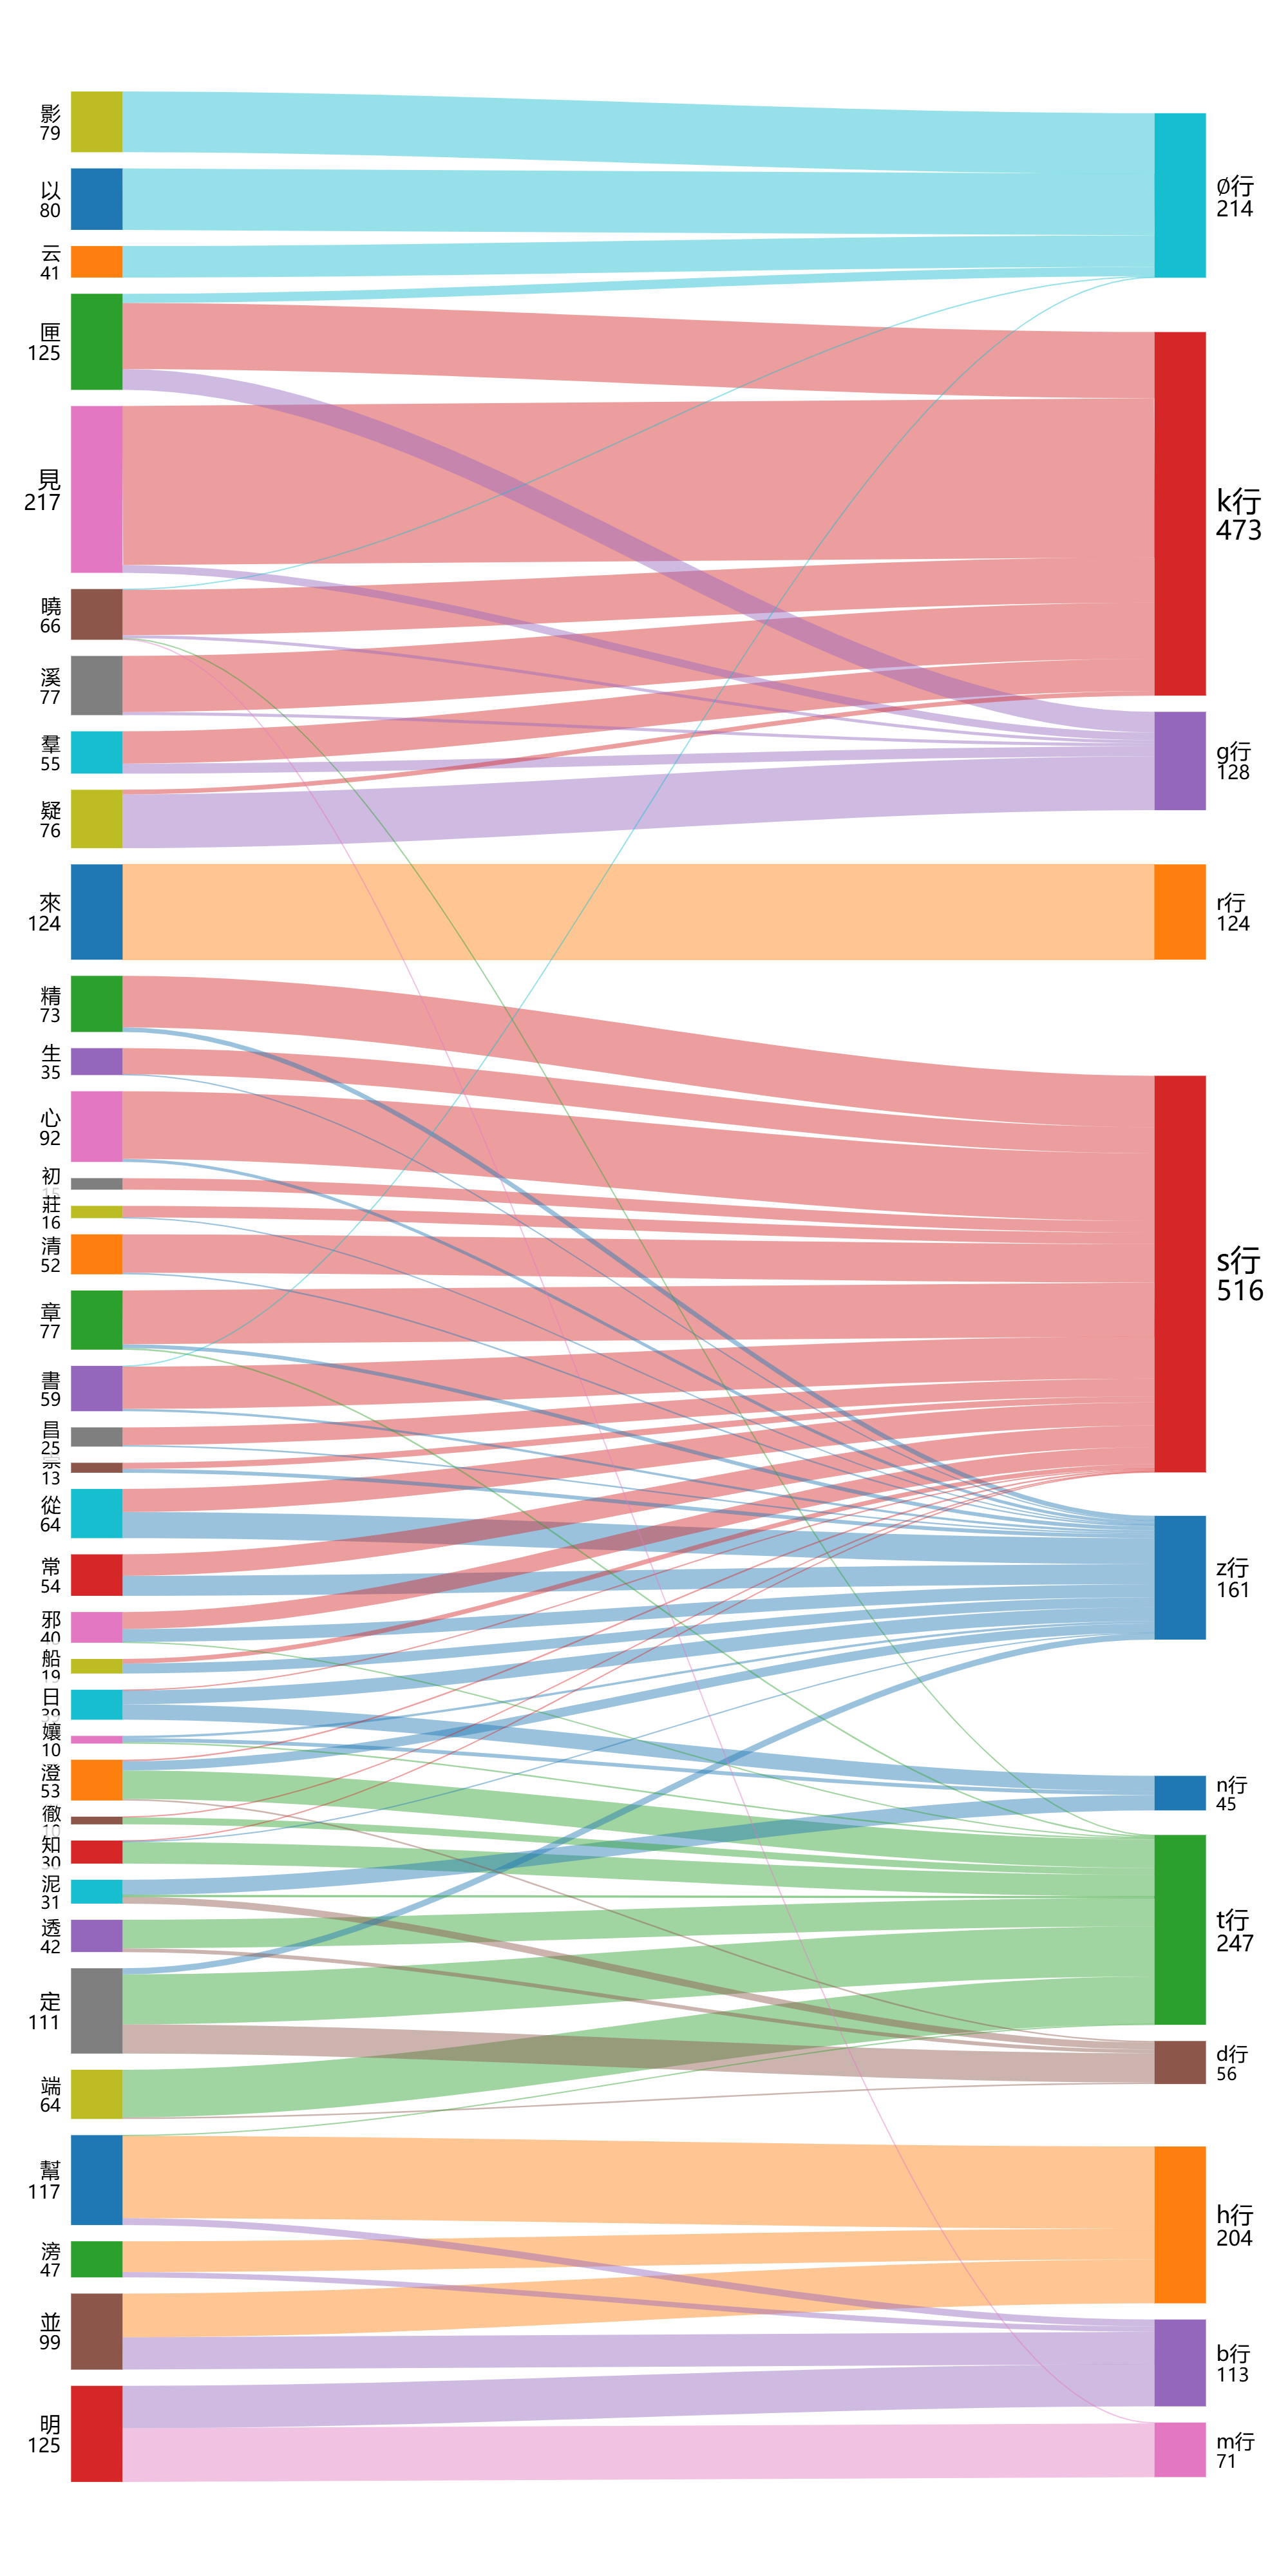 影
79
以
80
云
41
匣
125
見
217
曉
66
溪
77
羣
55
疑
76
來
124
精
73
生
35
心
92
初
15
莊
16
清
52
章
77
書
59
昌
25
崇
13
從
64
常
54
邪
40
船
19
日
39
孃
10
澄
53
徹
10
知
30
泥
31
透
42
定
111
端
64
幫
117
滂
47
並
99
明
125
∅行
214
k行
473
g行
128
r行
124
s行
516
z行
161
n行
45
t行
247
d行
56
h行
204
b行
113
m行
71